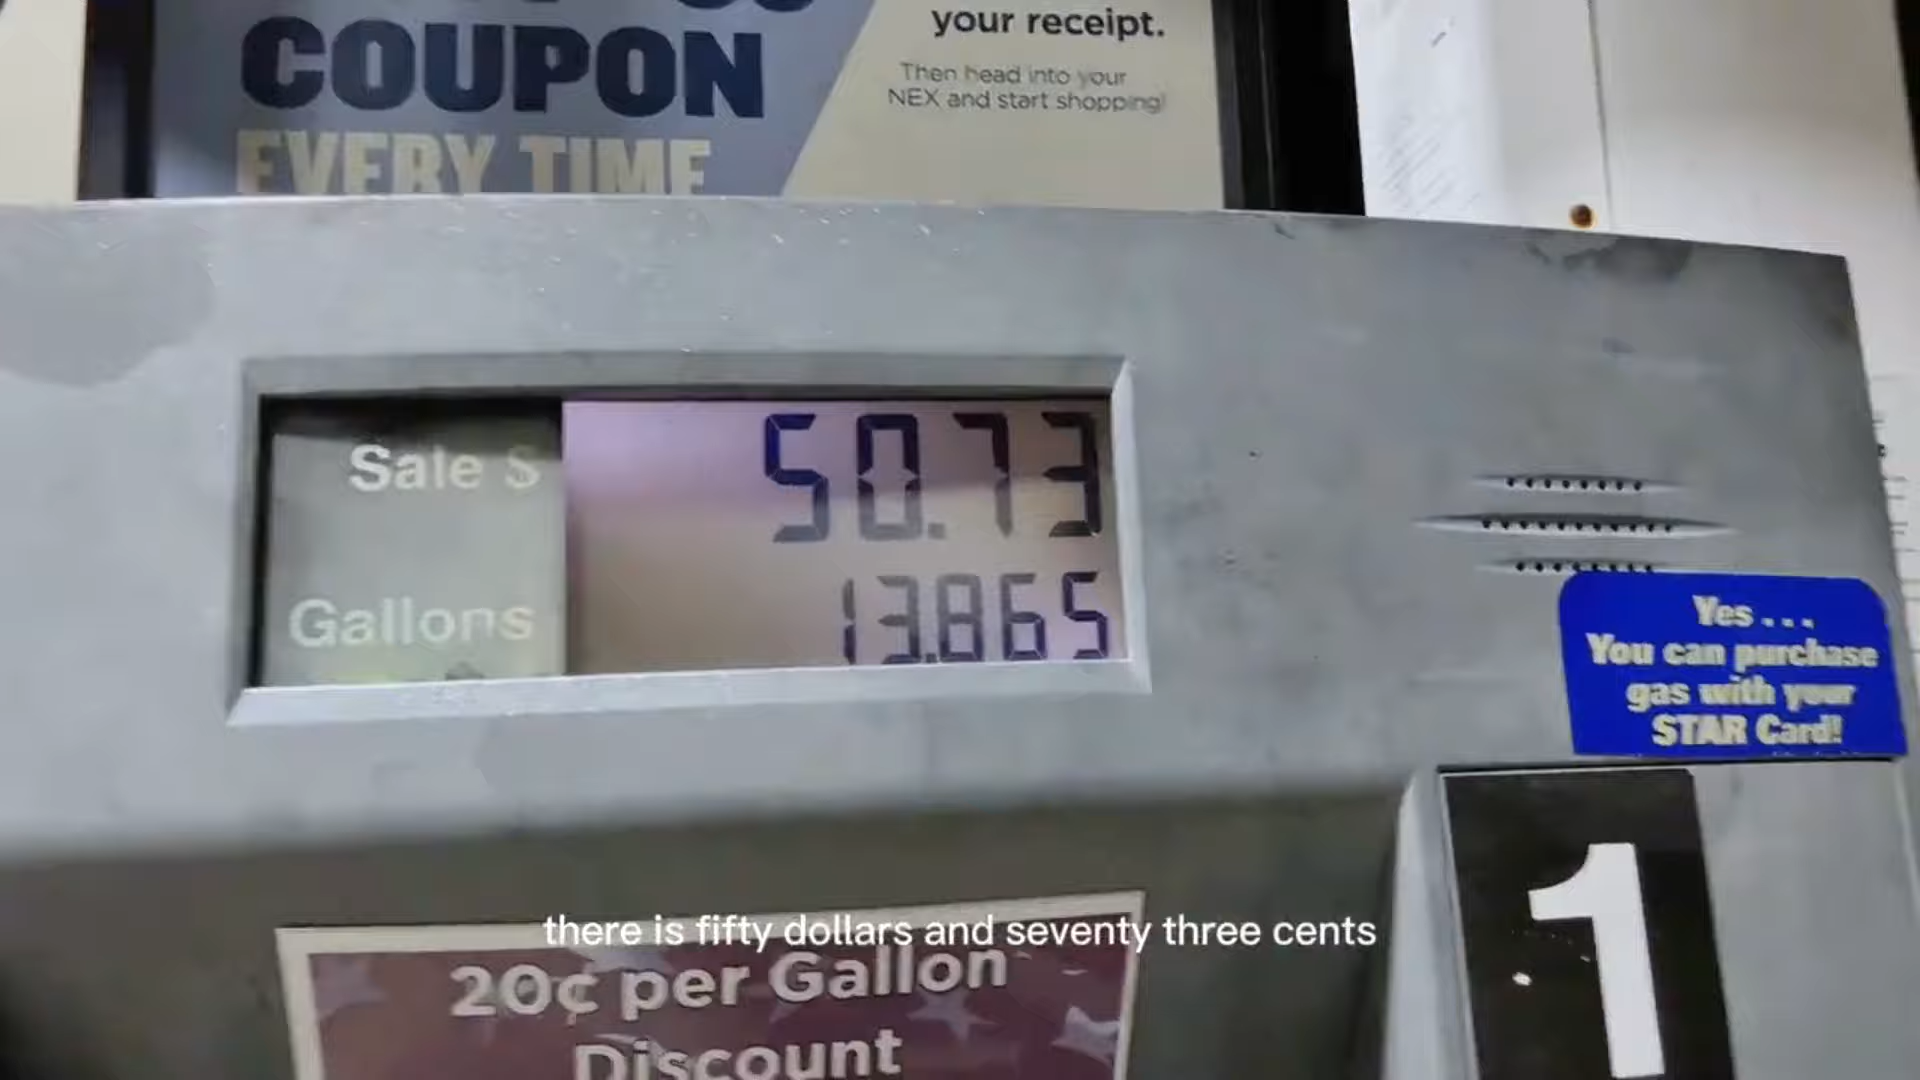 COUPON
EVERY TIME
your receipt.
Then head into your
NEX and start shopping!
Sale $ 50.73
Gallons 13.865
Yes...
You can purchase
gas with your
STAR Card!
1
there is fifty dollars and seventy three cents
20¢ per Gallon
Discount